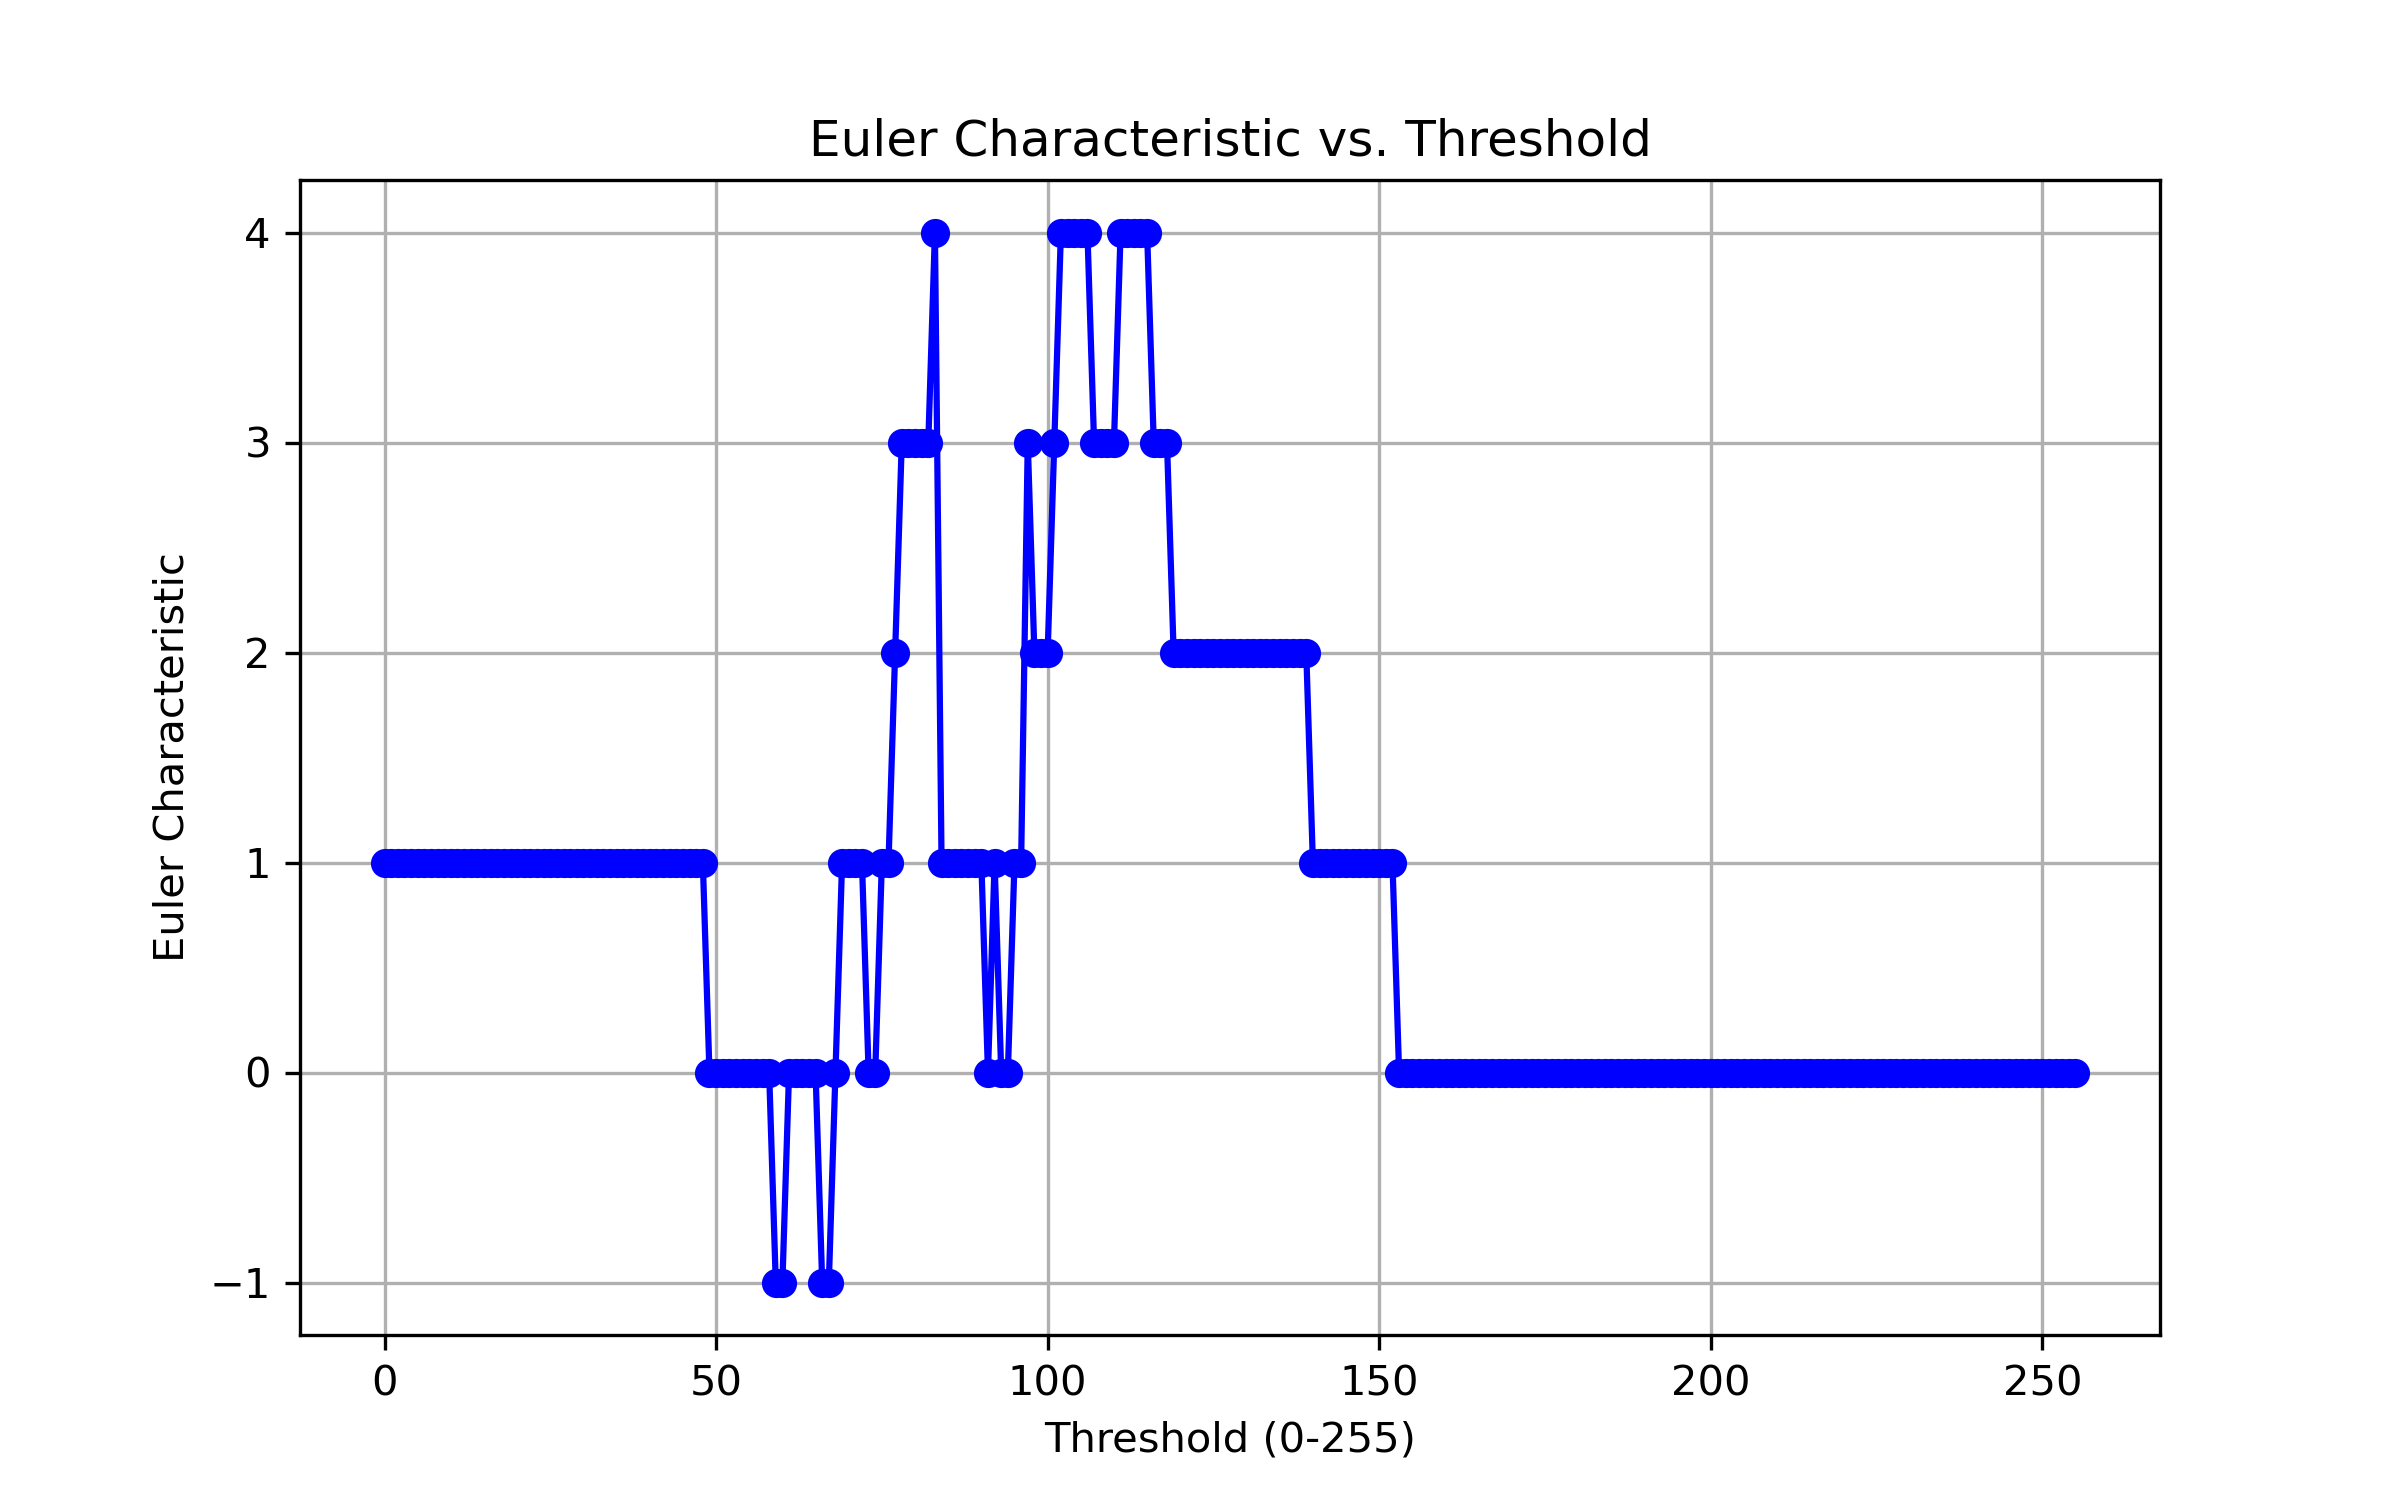 Euler Characteristic vs. Threshold
Euler Characteristic
4
3
2
1
0
−1
0 50 100 150 200 250
Threshold (0-255)